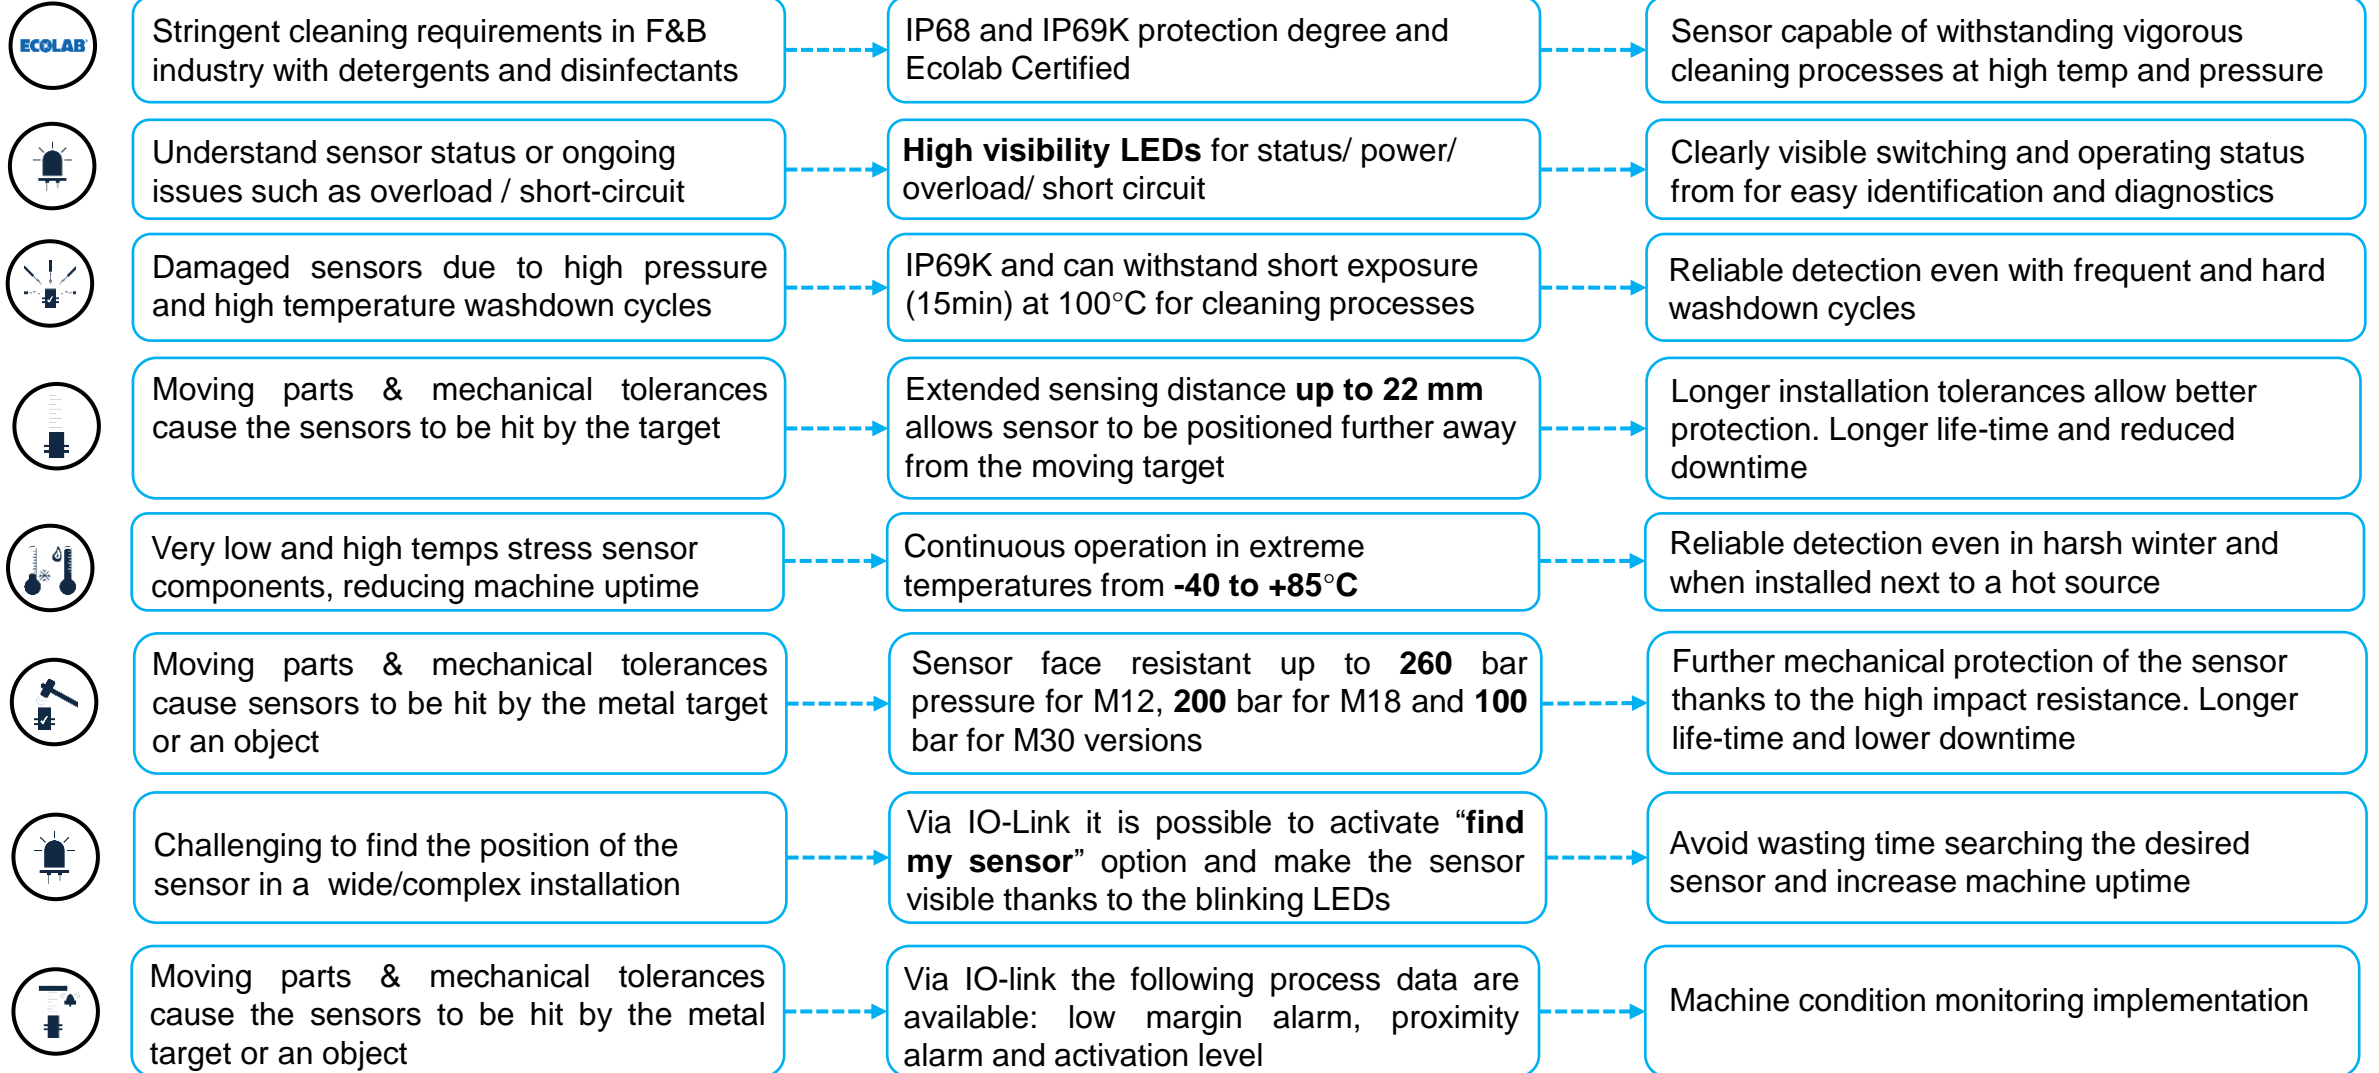 ECOLAB
Stringent cleaning requirements in F&B
industry with detergents and disinfectants
IP68 and IP69K protection degree and
Ecolab Certified
Sensor capable of withstanding vigorous
cleaning processes at high temp and pressure
Understand sensor status or ongoing
issues such as overload / short-circuit
High visibility LEDs for status/ power/
overload/ short circuit
Clearly visible switching and operating status
from for easy identification and diagnostics
Damaged sensors due to high pressure
and high temperature washdown cycles
IP69K and can withstand short exposure
(15min) at 100°C for cleaning processes
Reliable detection even with frequent and hard
washdown cycles
Moving parts & mechanical tolerances
cause the sensors to be hit by the target
Extended sensing distance up to 22 mm
allows sensor to be positioned further away
from the moving target
Longer installation tolerances allow better
protection. Longer life-time and reduced
downtime
Very low and high temps stress sensor
components, reducing machine uptime
Continuous operation in extreme
temperatures from -40 to +85°C
Reliable detection even in harsh winter and
when installed next to a hot source
Moving parts & mechanical tolerances
cause sensors to be hit by the metal target
or an object
Sensor face resistant up to 260 bar
pressure for M12, 200 bar for M18 and 100
bar for M30 versions
Further mechanical protection of the sensor
thanks to the high impact resistance. Longer
life-time and lower downtime
Challenging to find the position of the
sensor in a wide/complex installation
Via IO-Link it is possible to activate “find
my sensor” option and make the sensor
visible thanks to the blinking LEDs
Avoid wasting time searching the desired
sensor and increase machine uptime
Moving parts & mechanical tolerances
cause the sensors to be hit by the metal
target or an object
Via IO-link the following process data are
available: low margin alarm, proximity
alarm and activation level
Machine condition monitoring implementation